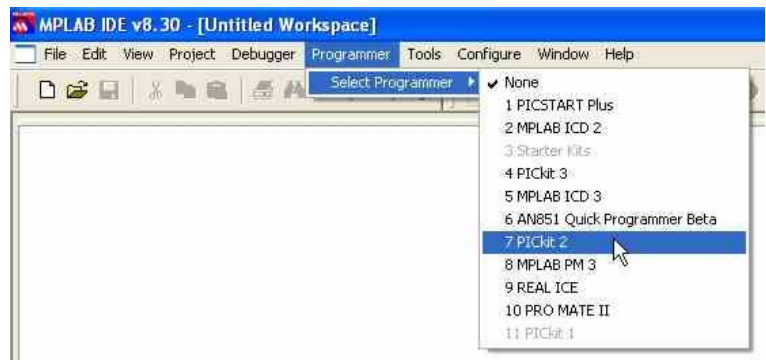 MPLAB IDE v8.30 - [Untitled Workspace]
File Edit View Project Debugger Programmer Tools Configure Window Help
Select Programmer
None
1 PICSTART Plus
2 MPLAB ICD 2
3 Starter Kits
4 PICkit 3
5 MPLAB ICD 3
6 AN851 Quick Programmer Beta
7 PICkit 2
8 MPLAB PM 3
9 REAL ICE
10 PRO MATE II
11 PICkit 1